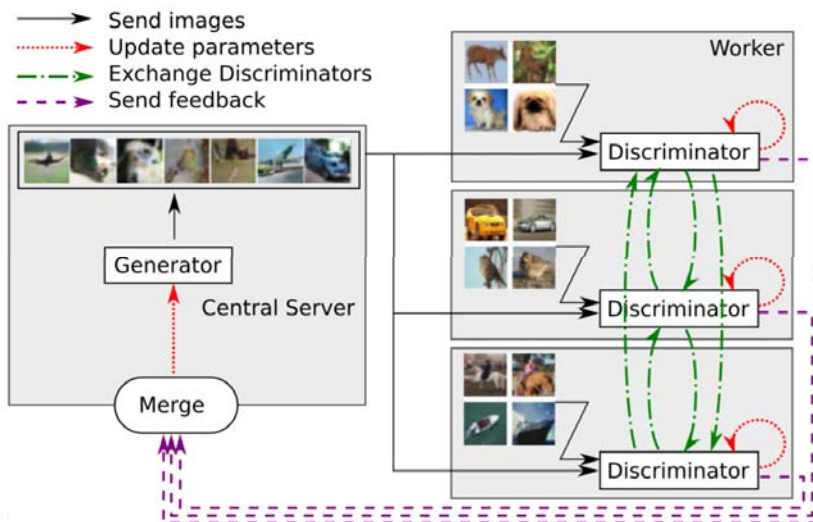 Send images
Update parameters
Exchange Discriminators
Send feedback
Generator
Central Server
Merge
Worker
Discriminator
Discriminator
Discriminator